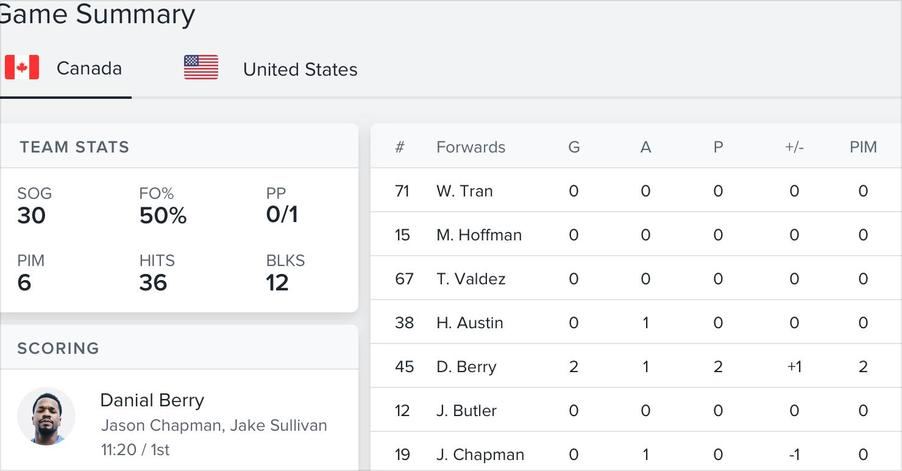 Game Summary
Canada United States
TEAM STATS
SOG FO% PP
30 50% 0/1
PIM HITS BLKS
6 36 12
SCORING
Danial Berry
Jason Chapman, Jake Sullivan
11:20 / 1st
# Forwards G A P +/- PIM
71 W. Tran 0 0 0 0 0
15 M. Hoffman 0 0 0 0 0
67 T. Valdez 0 0 0 0 0
38 H. Austin 0 1 0 0 0
45 D. Berry 2 1 2 +1 2
12 J. Butler 0 0 0 0 0
19 J. Chapman 0 1 0 -1 0